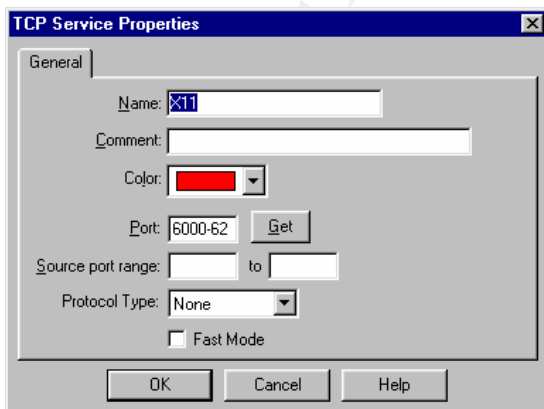 TCP Service Properties
General
Name: X11
Comment:
Color:
Port: 6000-62 Get
Source port range: to
Protocol Type: None
Fast Mode
OK Cancel Help